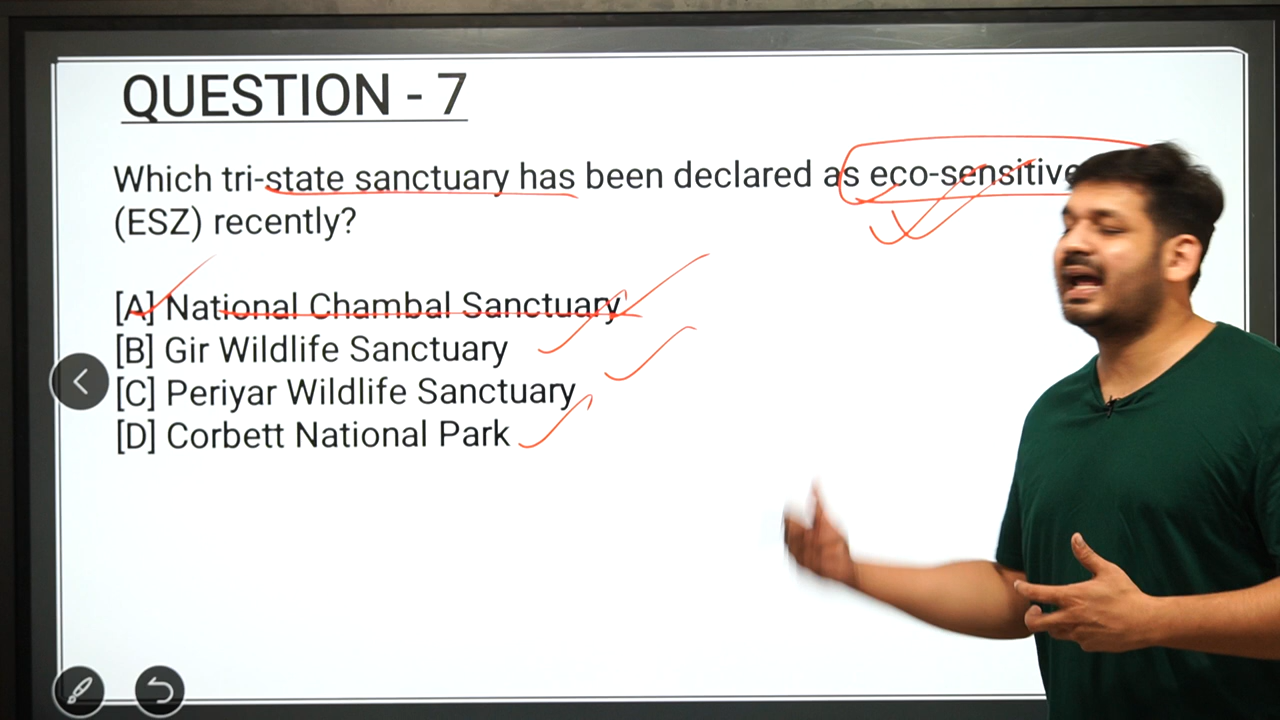 QUESTION - 7
Which tri-state sanctuary has been declared as eco-sensitive
(ESZ) recently?
[A] National Chambal Sanctuary
[B] Gir Wildlife Sanctuary
[C] Periyar Wildlife Sanctuary
[D] Corbett National Park